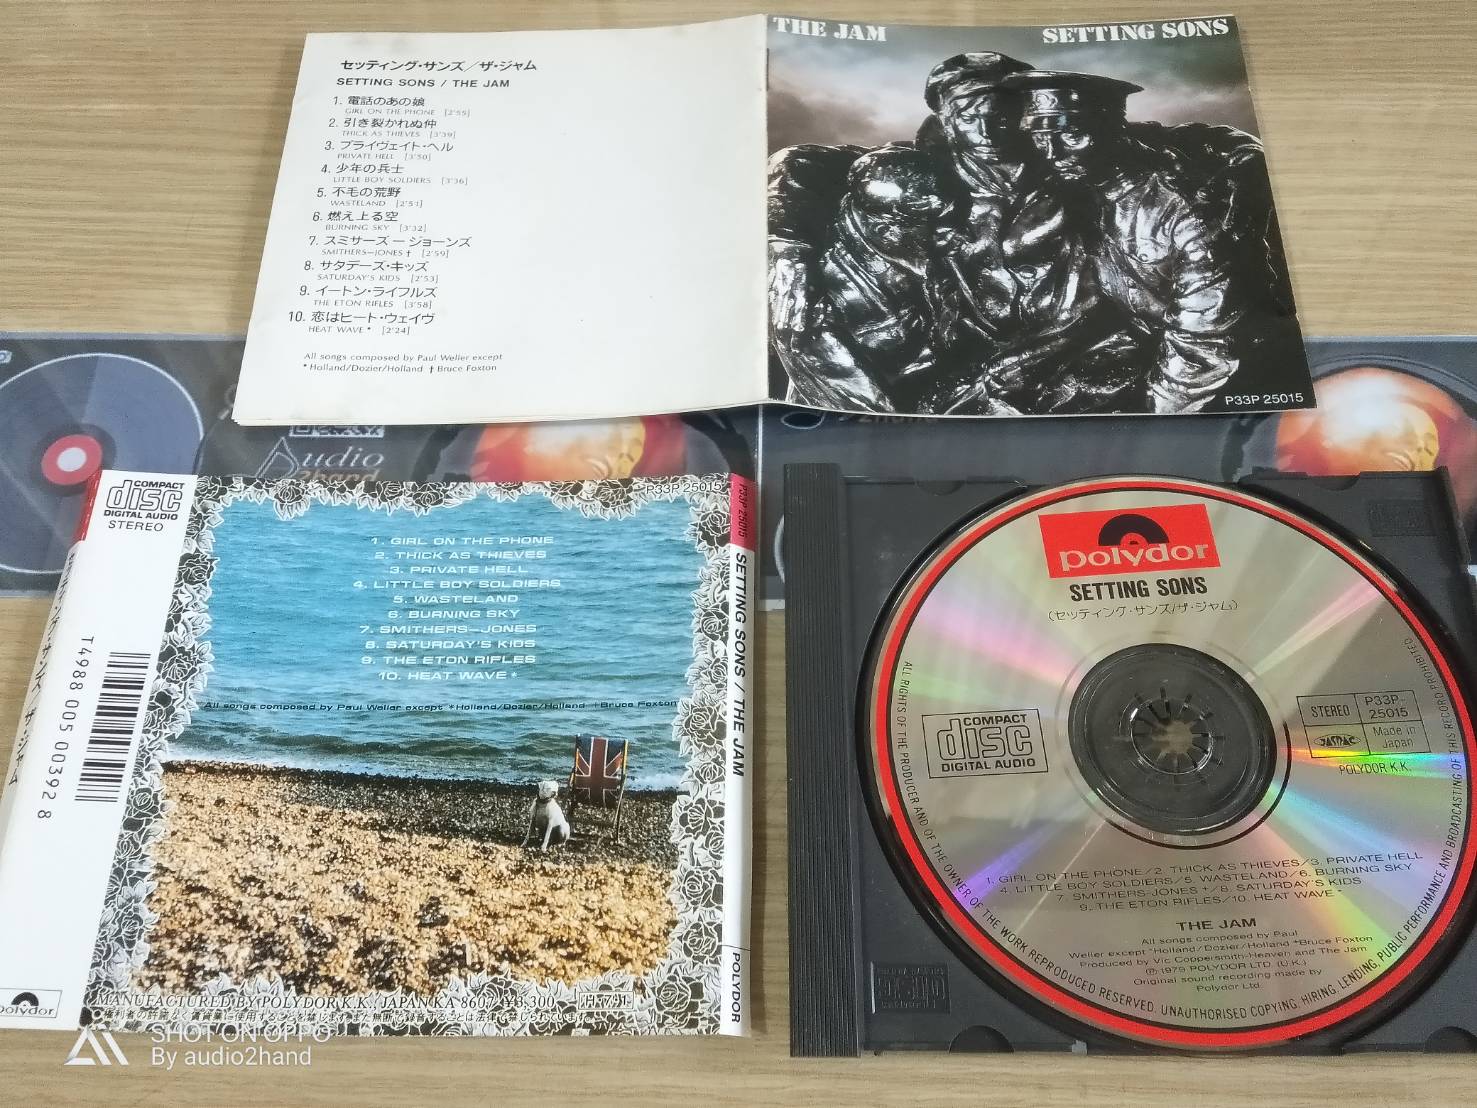 セッティング・サンズ／ザ・ジャム
SETTING SONS / THE JAM
1. 電話のあの娘
GIRL ON THE PHONE [2'55]
2. 引き裂かれぬ仲
THICK AS THIEVES [3'39]
3. プライヴェイト・ヘル
PRIVATE HELL [3'50]
4. 少年の兵士
LITTLE BOY SOLDIERS [3'36]
5. 不毛の荒野
WASTELAND [2'51]
6. 燃え上る空
BURNING SKY [3'32]
7. スミサーズ－ジョーンズ
SMITHERS-JONES † [2'59]
8. サタデーズ・キッズ
SATURDAY'S KIDS [2'53]
9. イートン・ライフルズ
THE ETON RIFLES [3'58]
10. 恋はヒート・ウェイヴ
HEAT WAVE * [2'24]
All songs composed by Paul Weller except
*Holland/Dozier/Holland † Bruce Foxton
THE JAM SETTING SONS
P33P 25015
Audio
2hand
COMPACT
disc
DIGITAL AUDIO
STEREO
T4988 005 00392 8
ザ・ジャム
polydor
P33P 25015
1. GIRL ON THE PHONE
2. THICK AS THIEVES
3. PRIVATE HELL
4. LITTLE BOY SOLDIERS
5. WASTELAND
6. BURNING SKY
7. SMITHERS-JONES
8. SATURDAY'S KIDS
9. THE ETON RIFLES
10. HEAT WAVE *
All songs composed by Paul Weller except *Holland/Dozier/Holland †Bruce Foxton
MANUFACTURED BY POLYDOR K.K., JAPAN KA 8607 ¥3,300
P33P 25015 SETTING SONS / THE JAM POLYDOR
polydor
SETTING SONS
(セッティング・サンズ/ザ・ジャム)
COMPACT
disc
DIGITAL AUDIO
STEREO P33P-25015
JASRAC Made in Japan
POLYDOR K.K.
1. GIRL ON THE PHONE/2. THICK AS THIEVES/3. PRIVATE HELL
4. LITTLE BOY SOLDIERS/5. WASTELAND/6. BURNING SKY
7. SMITHERS-JONES +/8. SATURDAY'S KIDS
9. THE ETON RIFLES/10. HEAT WAVE *
THE JAM
All songs composed by Paul
Weller except *Holland/Dozier/Holland +Bruce Foxton
Produced by Vic Coppersmith-Heaven and The Jam
Ⓟ 1979 POLYDOR LTD. (U.K.)
Original sound recording made by
Polydor Ltd.
ALL RIGHTS OF THE PRODUCER AND OF THE OWNER OF THE WORK REPRODUCED RESERVED. UNAUTHORISED COPYING, HIRING, LENDING, PUBLIC PERFORMANCE AND BROADCASTING OF THIS RECORD PROHIBITED
SHOT ON OPPO
By audio2hand